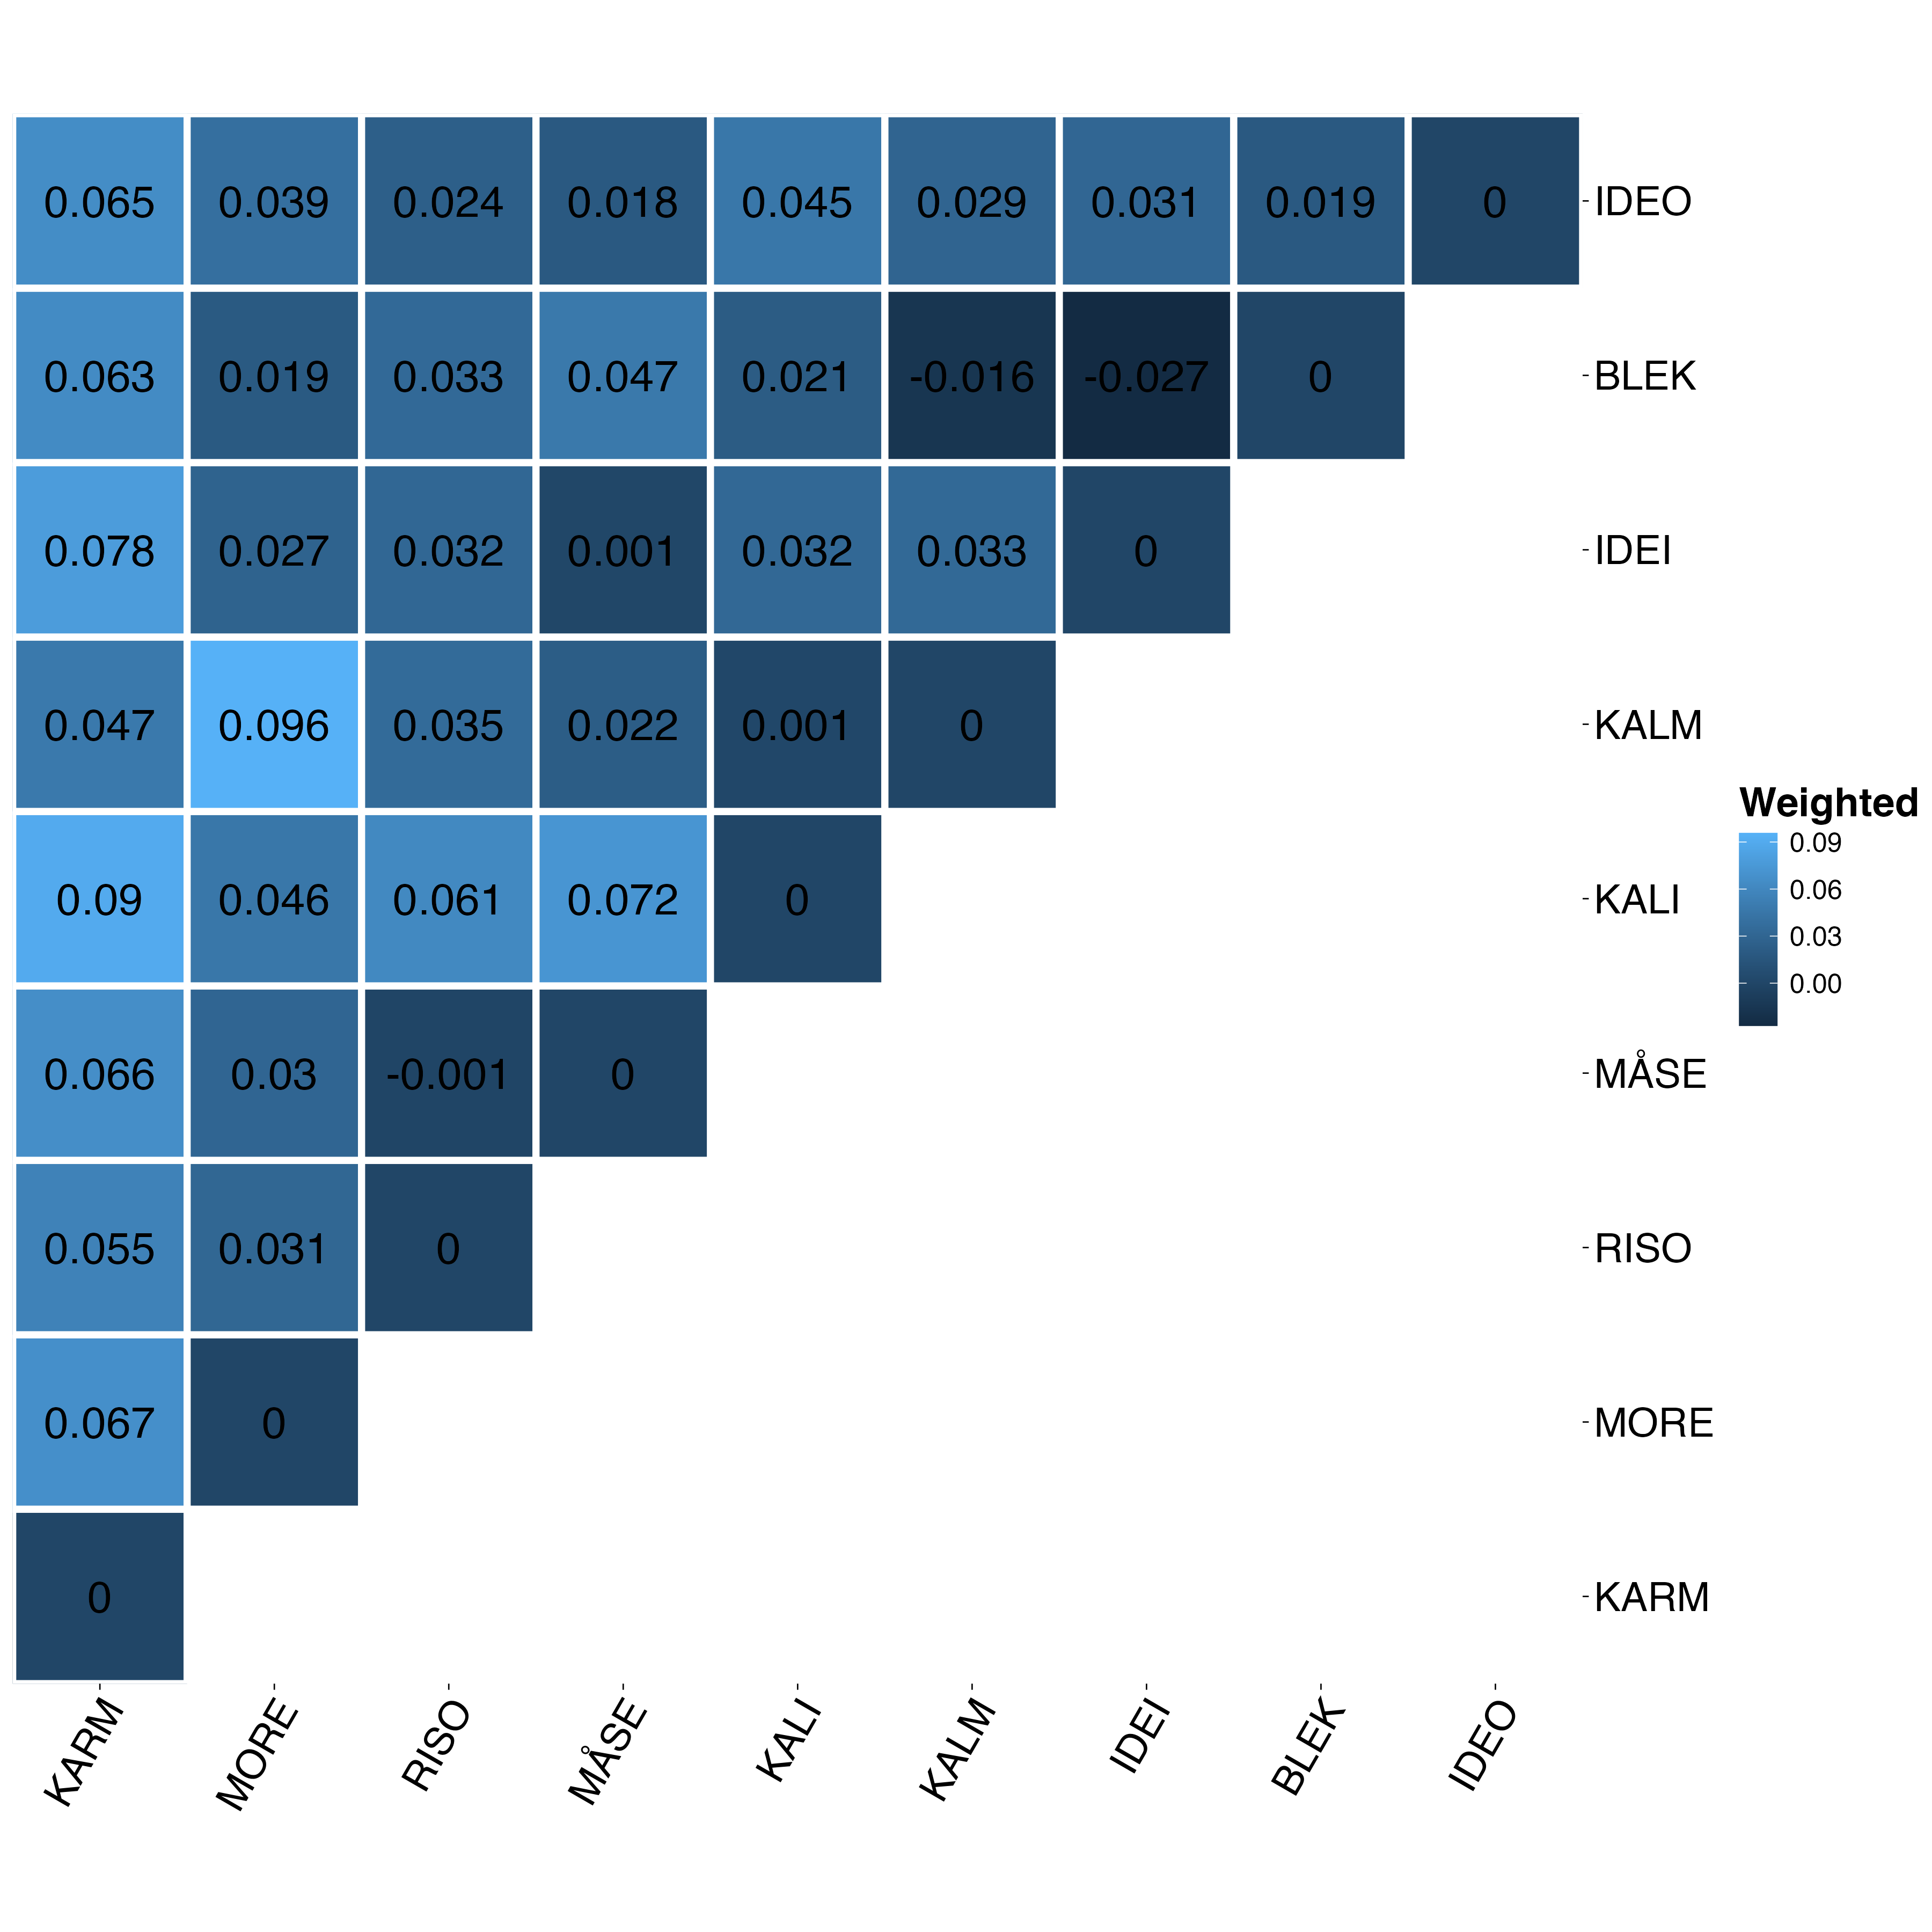 0.065 0.039 0.024 0.018 0.045 0.029 0.031 0.019 0 IDEO
0.063 0.019 0.033 0.047 0.021 -0.016 -0.027 0 BLEK
0.078 0.027 0.032 0.001 0.032 0.033 0 IDEI
0.047 0.096 0.035 0.022 0.001 0 KALM
0.09 0.046 0.061 0.072 0 KALI
0.066 0.03 -0.001 0 MÅSE
0.055 0.031 0 RISO
0.067 0 MORE
0 KARM
KARM MORE RISO MÅSE KALI KALM IDEI BLEK IDEO
Weighted
0.09
0.06
0.03
0.00